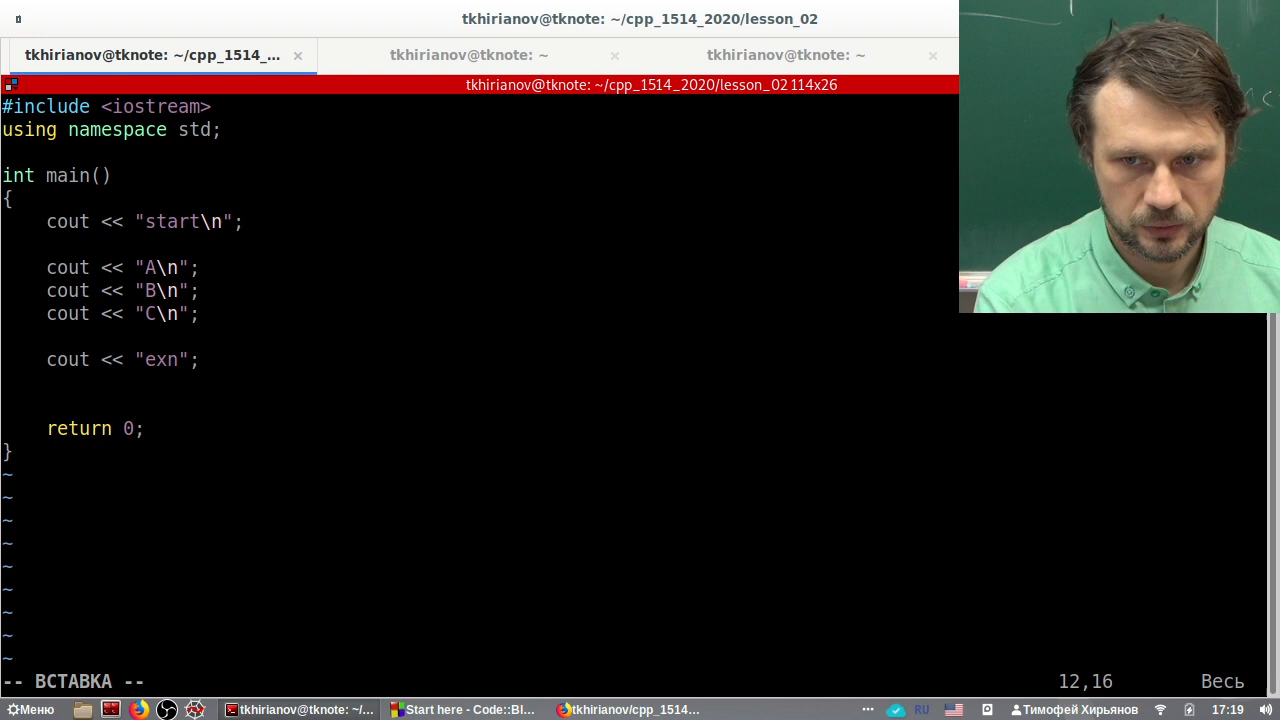 tkhirianov@tknote: ~/cpp_1514_2020/lesson_02
tkhirianov@tknote: ~/cpp_1514_... ×
tkhirianov@tknote: ~ ×
tkhirianov@tknote: ~ ×
tkhirianov@tknote: ~/cpp_1514_2020/lesson_02 114x26
#include <iostream>
using namespace std;
int main()
{
cout << "start\n";
cout << "A\n";
cout << "B\n";
cout << "C\n";
cout << "exn";
return 0;
}
~
~
~
~
~
~
~
~
~
-- ВСТАВКА -- 12,16 Весь
Меню tkhirianov@tknote: ~/... Start here - Code::Bl... tkhirianov/cpp_1514... ••• RU Тимофей Хирьянов 17:19